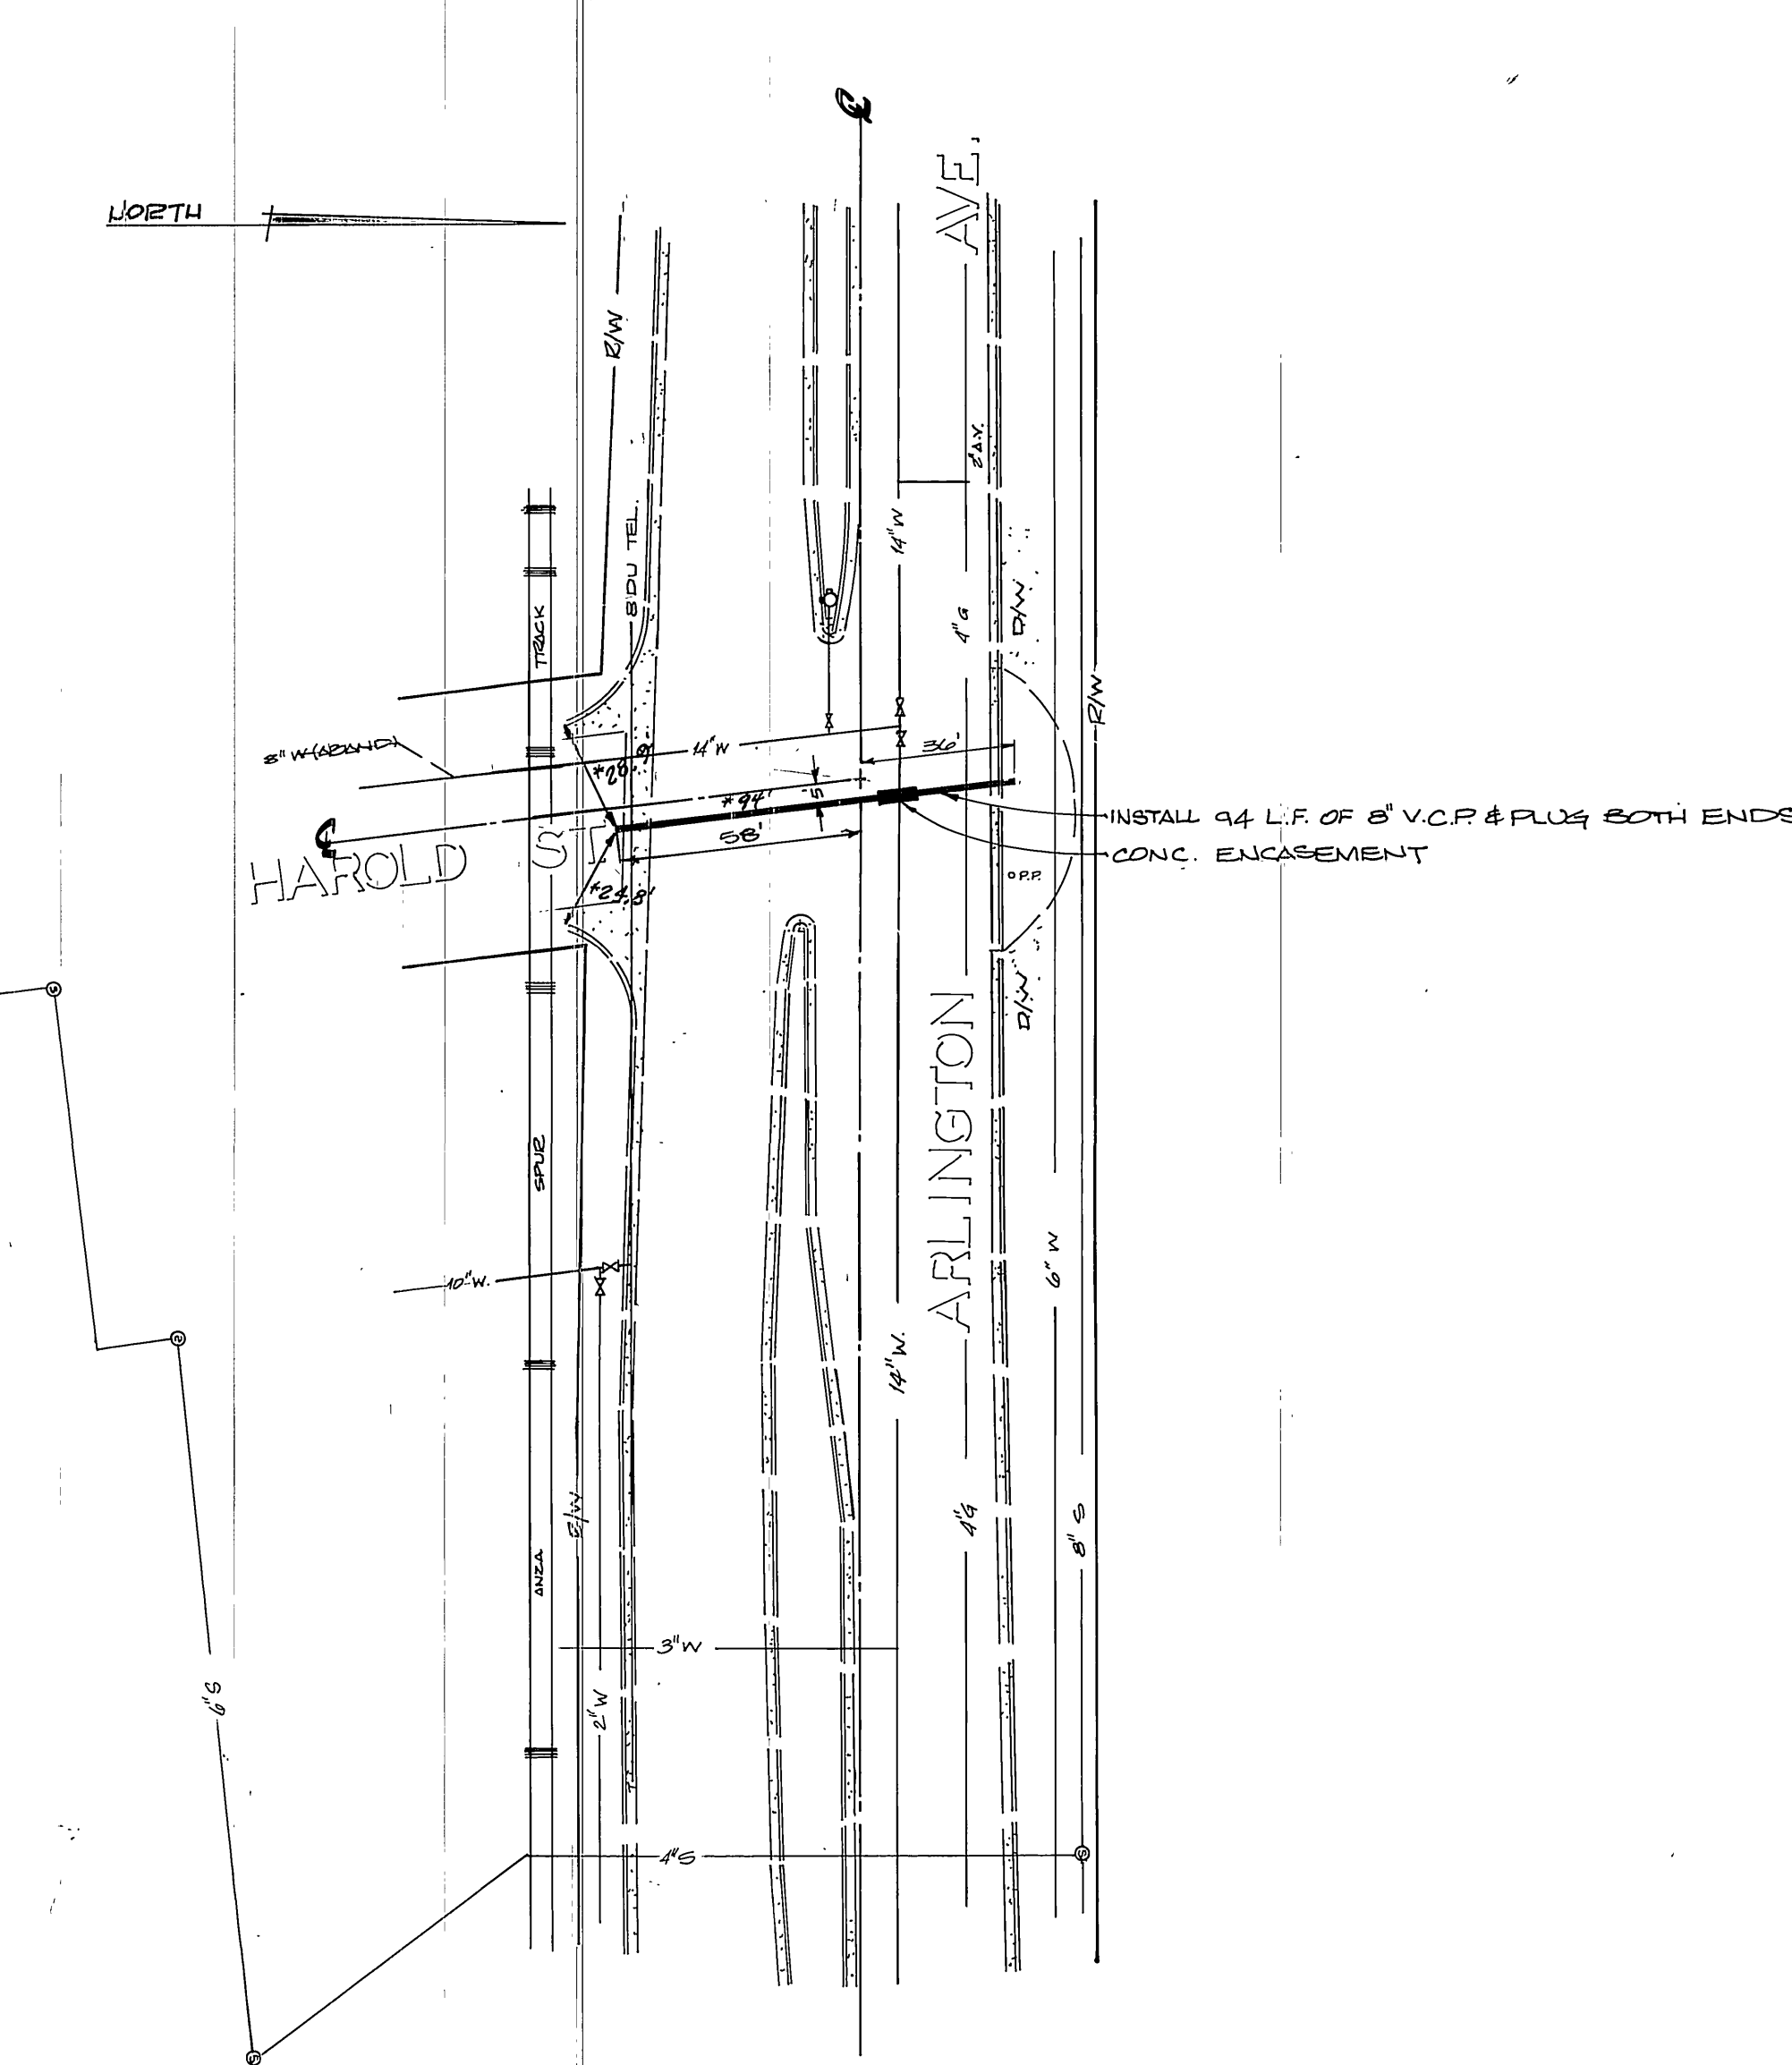 ℄
AVE.
NORTH
R/W
2" A.V.
14" W
8 DU TEL.
4" G
D/W
TRACK
R/W
8" W (ABAND)
14" W
36'
*28.9'
*94'
5'
58'
INSTALL 94 L.F. OF 8" V.C.P. & PLUG BOTH ENDS
CONC. ENCASEMENT
℄
HAROLD ST.
*24.8'
O P.P.
S
D/W
ARLINGTON
SPUR
6" W
10" W.
S
14" W.
R/W
4" G
8" S
ANZA
3" W
6" S
2" W
T
4" S
S
S